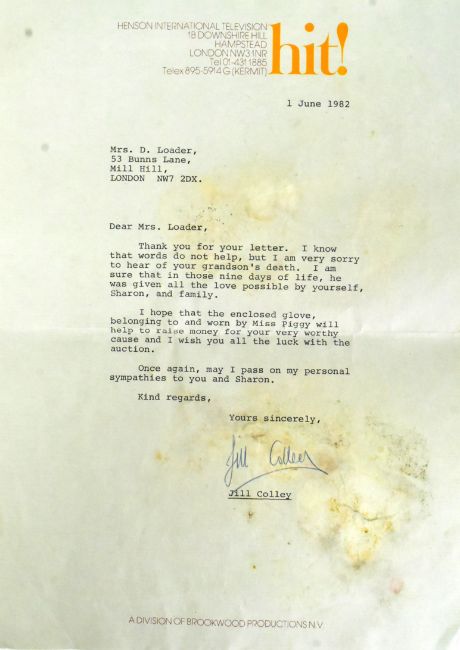 HENSON INTERNATIONAL TELEVISION
1B DOWNSHIRE HILL
HAMPSTEAD
LONDON NW3 1NR
Tel 01-431 1885
Telex 895-5914 G (KERMIT)
hit!
1 June 1982
Mrs. D. Loader,
53 Bunns Lane,
Mill Hill,
LONDON NW7 2DX.
Dear Mrs. Loader,
Thank you for your letter. I know
that words do not help, but I am very sorry
to hear of your grandson's death. I am
sure that in those nine days of life, he
was given all the love possible by yourself,
Sharon, and family.
I hope that the enclosed glove,
belonging to and worn by Miss Piggy will
help to raise money for your very worthy
cause and I wish you all the luck with the
auction.
Once again, may I pass on my personal
sympathies to you and Sharon.
Kind regards,
Yours sincerely,
Jill Colley
Jill Colley
A DIVISION OF BROOKWOOD PRODUCTIONS N.V.